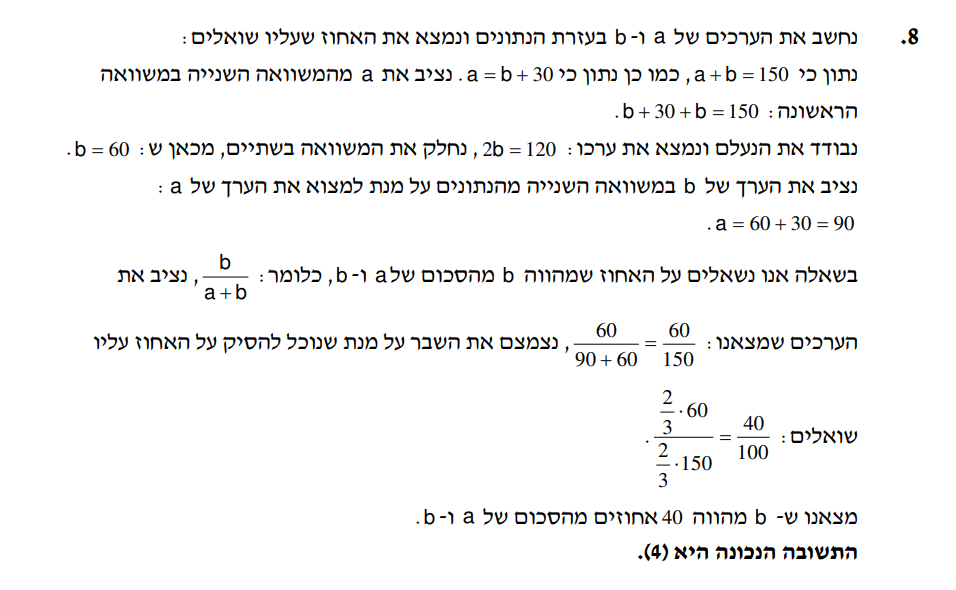 8. נחשב את הערכים של a ו-b בעזרת הנתונים ונמצא את האחוז שעליו שואלים:
נתון כי a + b = 150, כמו כן נתון כי a = b + 30. נציב את a מהמשוואה השנייה במשוואה
הראשונה: b + 30 + b = 150.
נבודד את הנעלם ונמצא את ערכו: 2b = 120, נחלק את המשוואה בשתיים, מכאן ש: b = 60.
נציב את הערך של b במשוואה השנייה מהנתונים על מנת למצוא את הערך של a:
a = 60 + 30 = 90.
בשאלה אנו נשאלים על האחוז שמהווה b מהסכום של a ו-b, כלומר: \frac{b}{a+b}, נציב את
הערכים שמצאנו: \frac{60}{90+60} = \frac{60}{150}, נצמצם את השבר על מנת שנוכל להסיק על האחוז עליו
שואלים: \frac{\frac{2}{3} \cdot 60}{\frac{2}{3} \cdot 150} = \frac{40}{100}.
מצאנו ש- b מהווה 40 אחוזים מהסכום של a ו-b.
התשובה הנכונה היא (4).